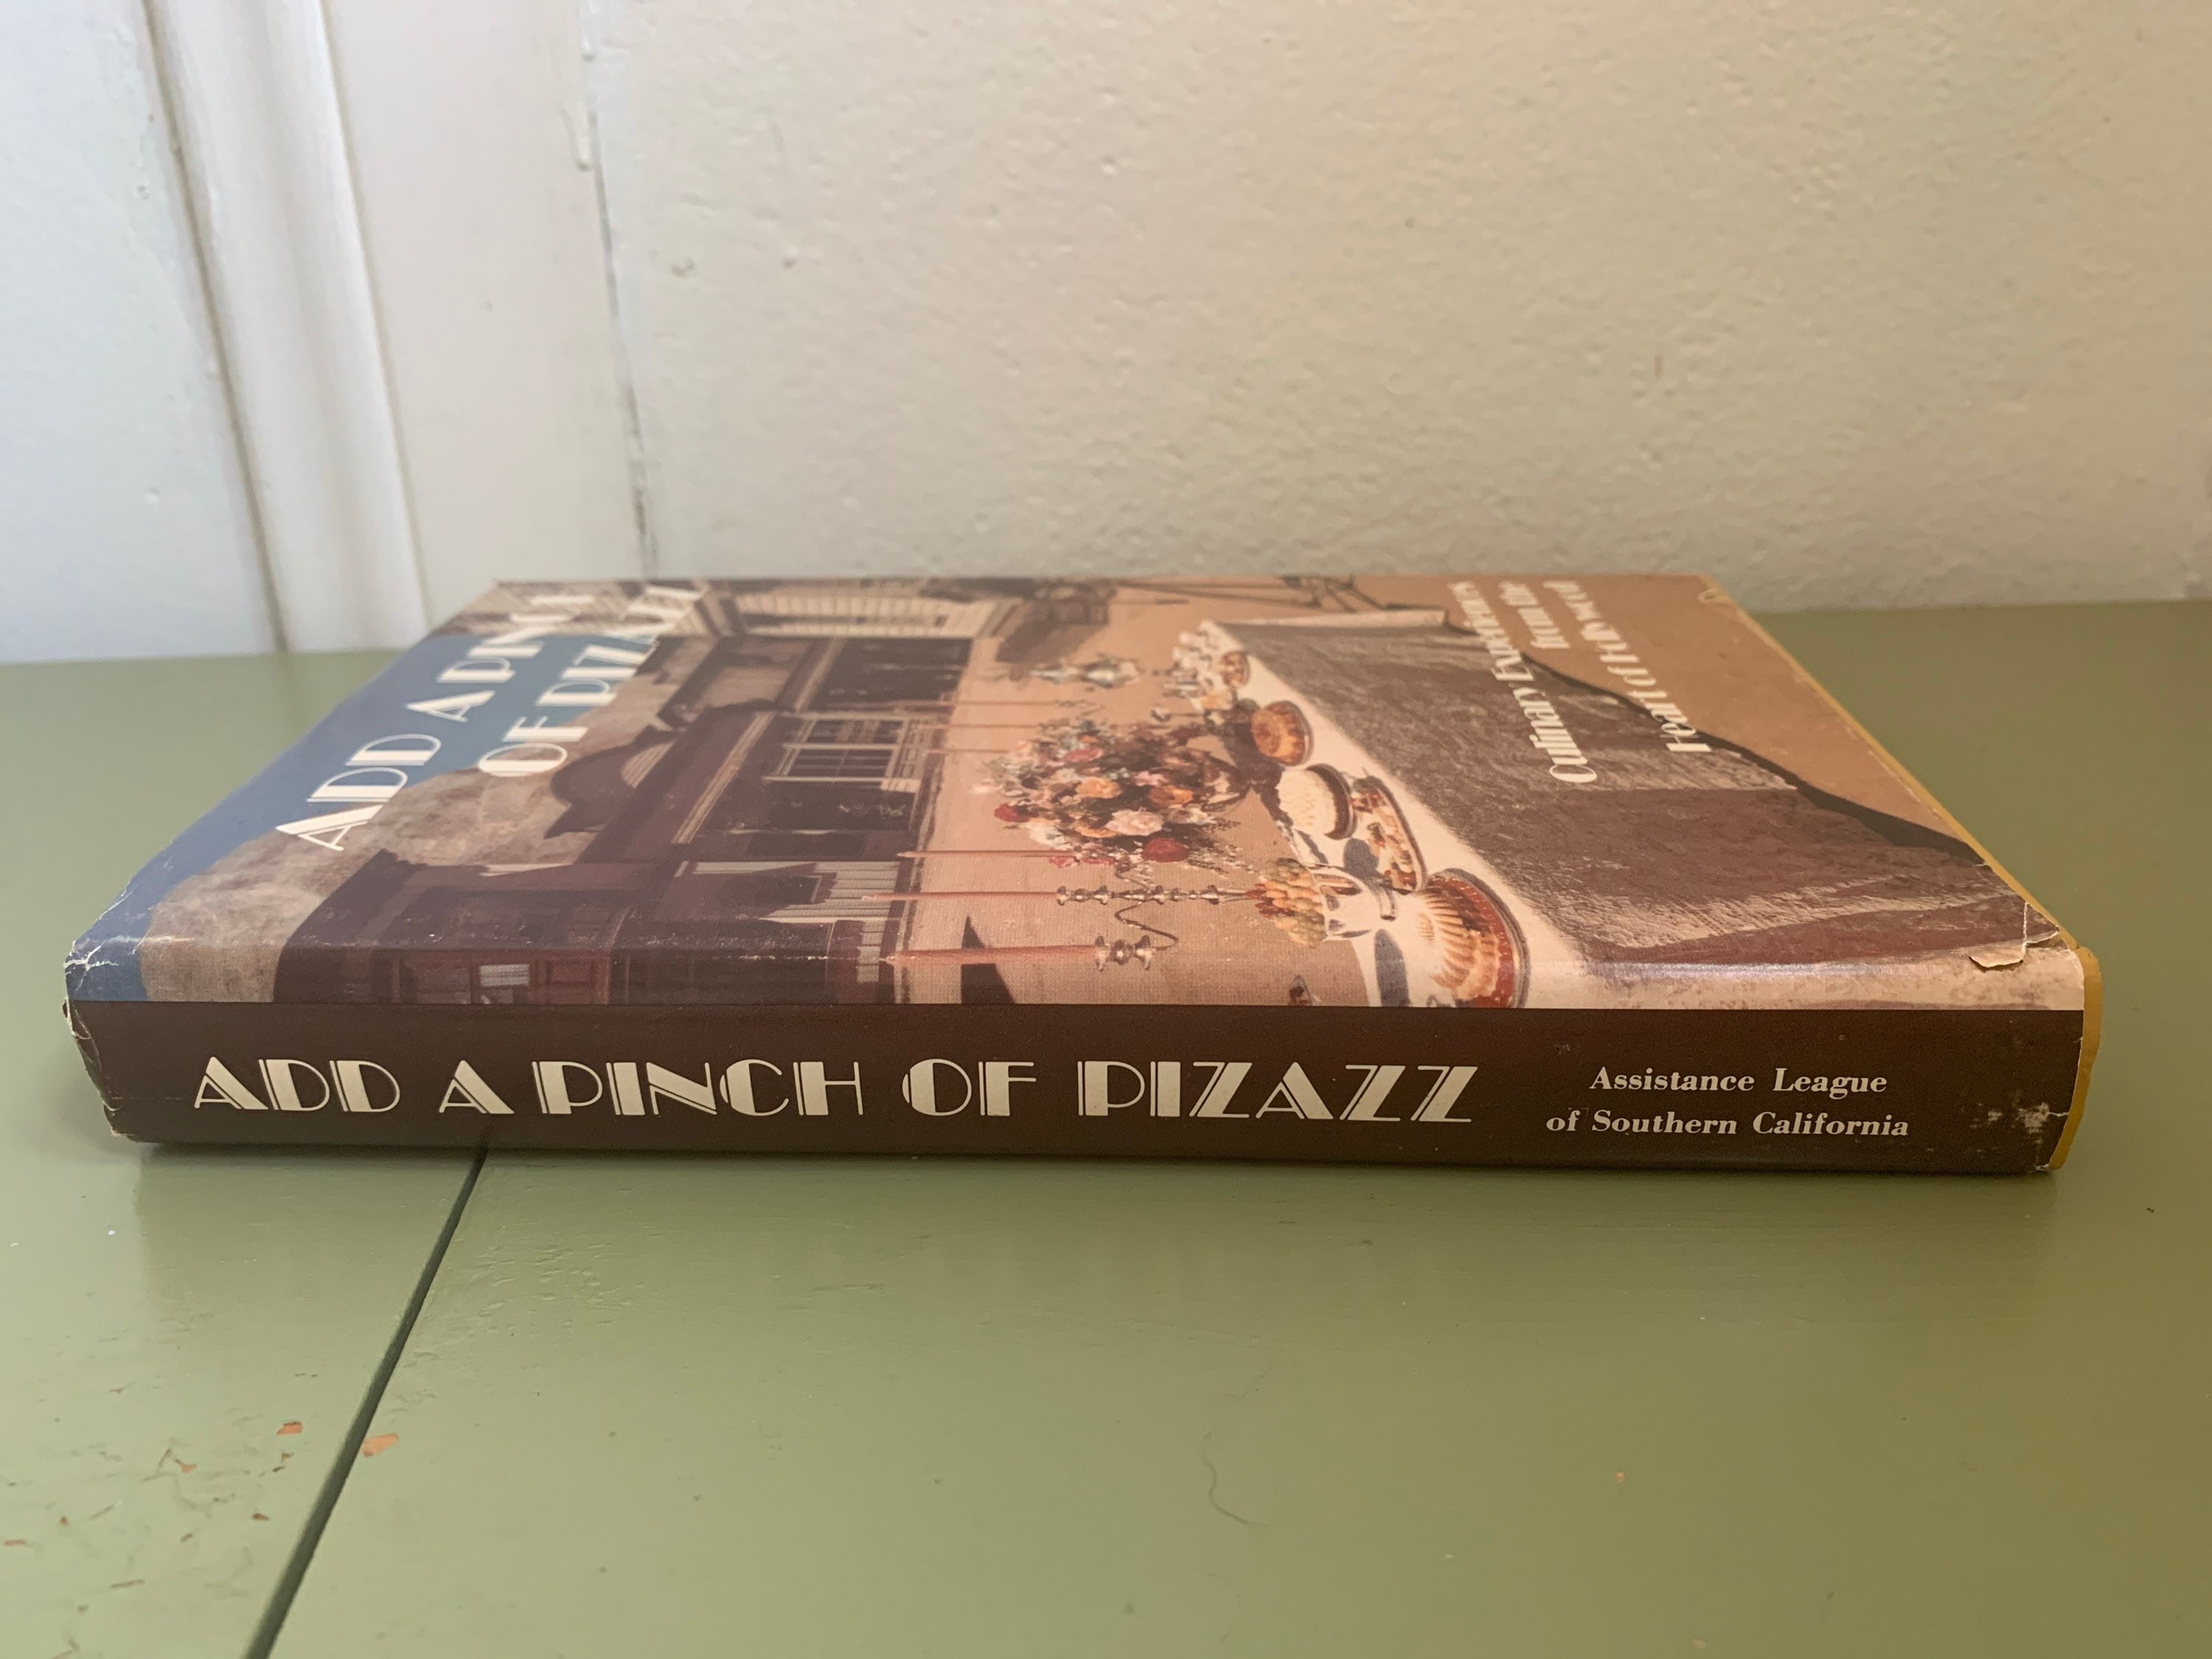 ADD A PINCH
OF PIZAZZ
Culinary Experiences
from the
Heart of Hollywood
ADD A PINCH OF PIZAZZ
Assistance League
of Southern California